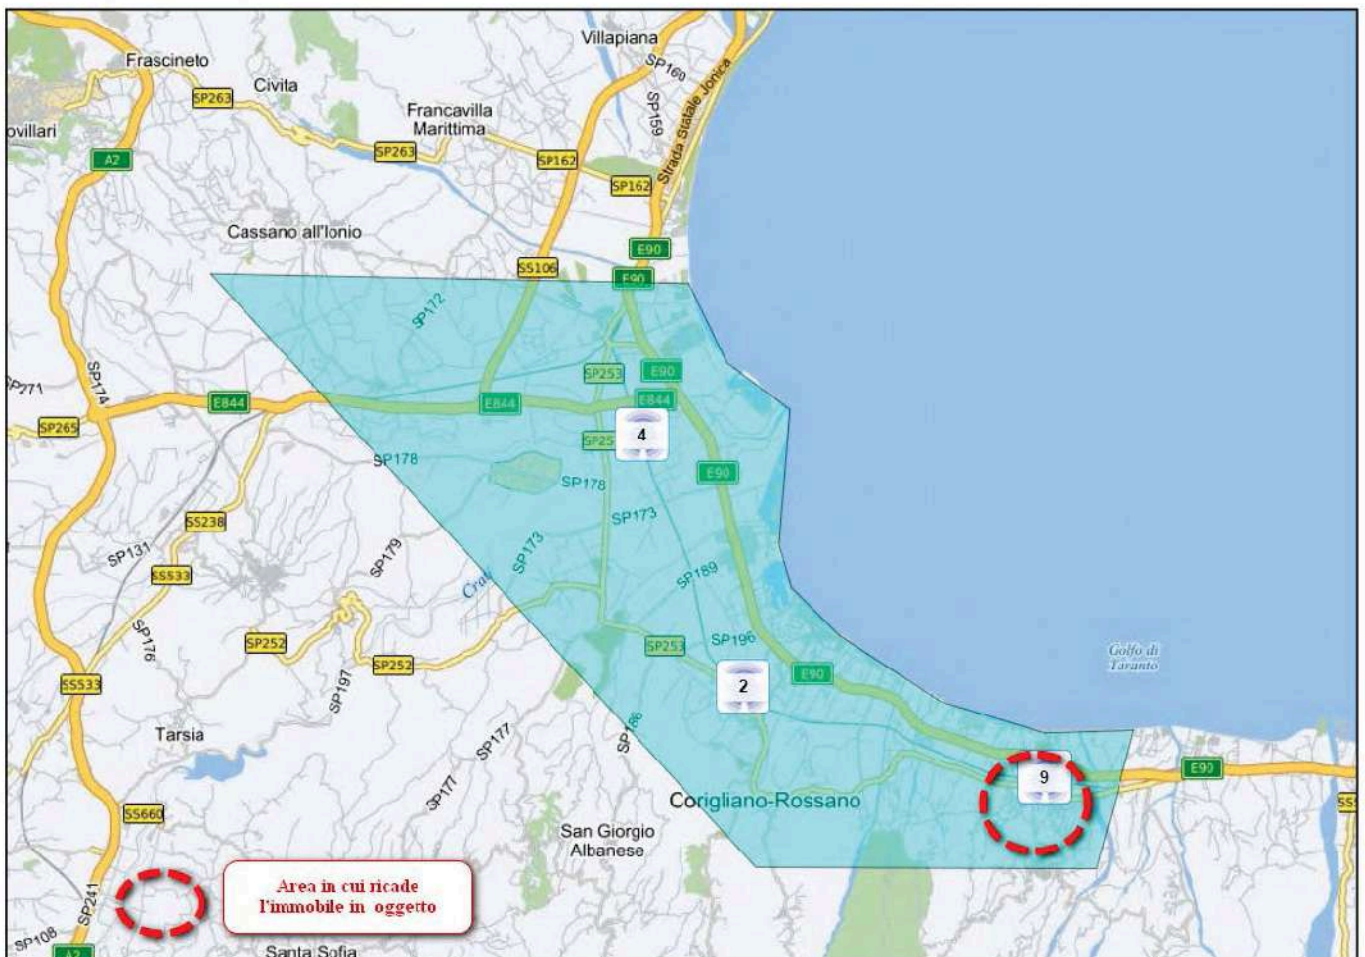 Villapiana
Frascineto
SP160
Civita
SP263
SP159
Strada Statale Jonica
Francavilla
Marittima
ovillari
SP263
A2
SP162
SP162
Cassano all'Ionio
E90
SS106
E90
SP172
SP174
SP253
E90
SP271
E844
E844
E844
SP265
4
SP25
SP178
E90
SP178
SP173
SS238
SP173
SP131
SP179
SS533
SP189
Crati
SP176
SP252
SP196
SP253
Golfo di
Taranto
SP252
E90
SS533
2
SP197
SP186
Tarsia
SP177
9
E90
SP177
Corigliano-Rossano
SS660
San Giorgio
Albanese
Area in cui ricade
l'immobile in oggetto
SP241
SP108
A2
Santa Sofia